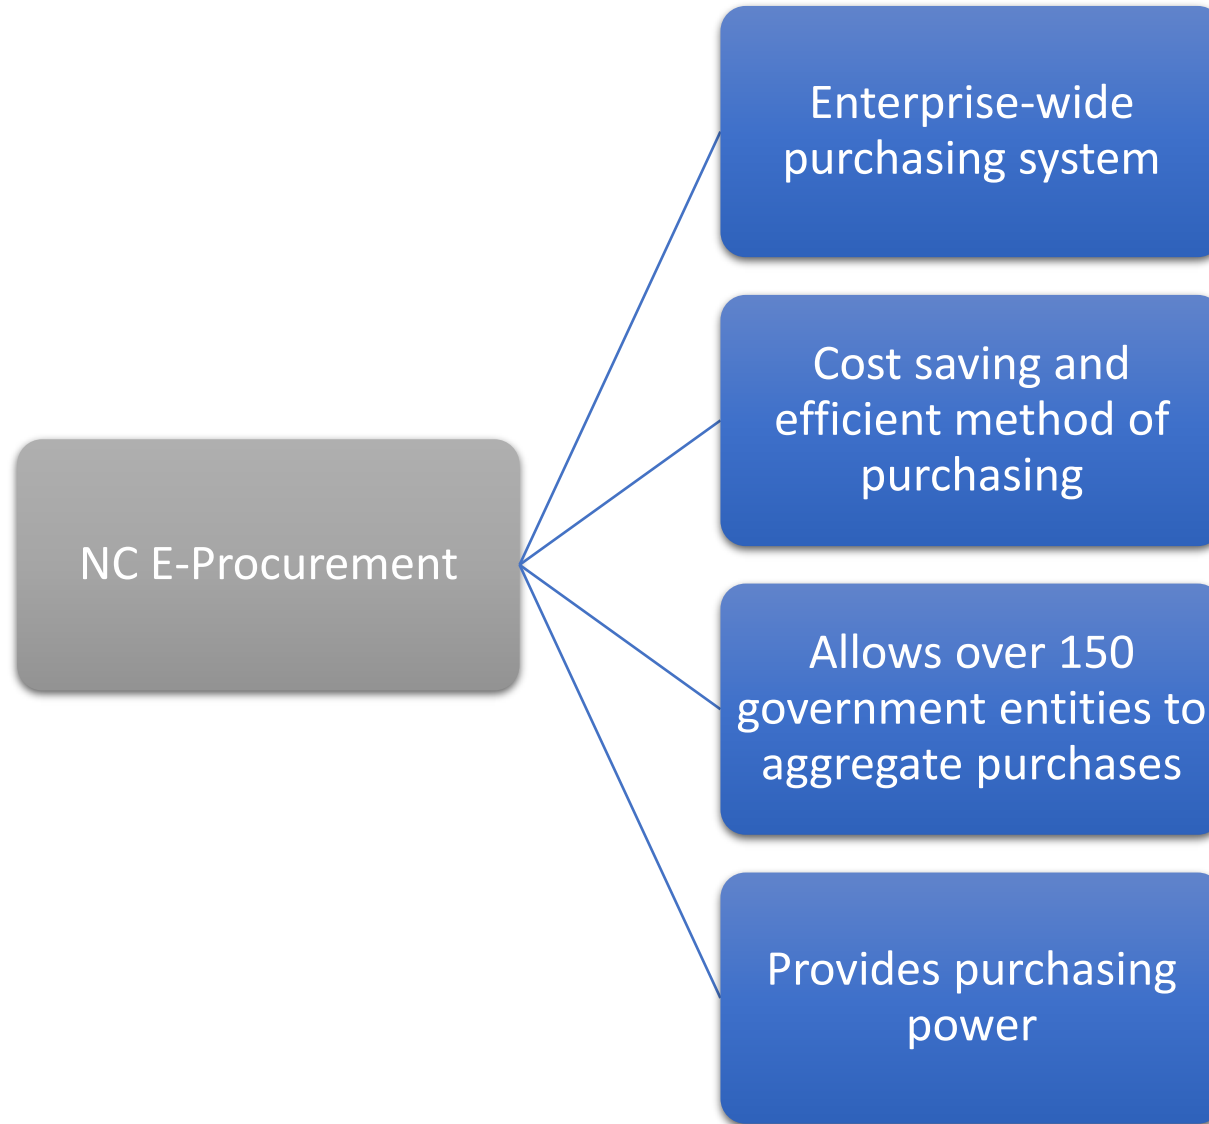 Enterprise-wide
purchasing system
Cost saving and
efficient method of
purchasing
NC E-Procurement
Allows over 150
government entities to
aggregate purchases
Provides purchasing
power